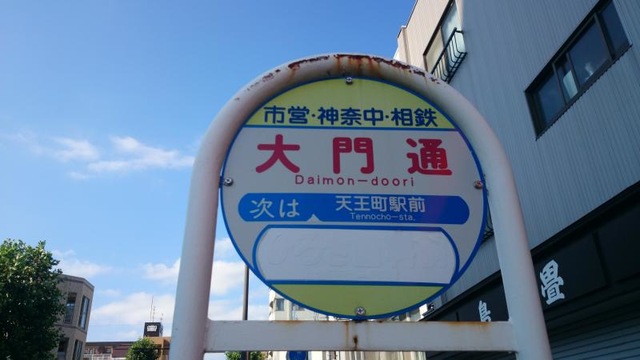 市営・神奈中・相鉄
大門通
Daimon-doori
次は 天王町駅前
Tennocho-sta.
畳